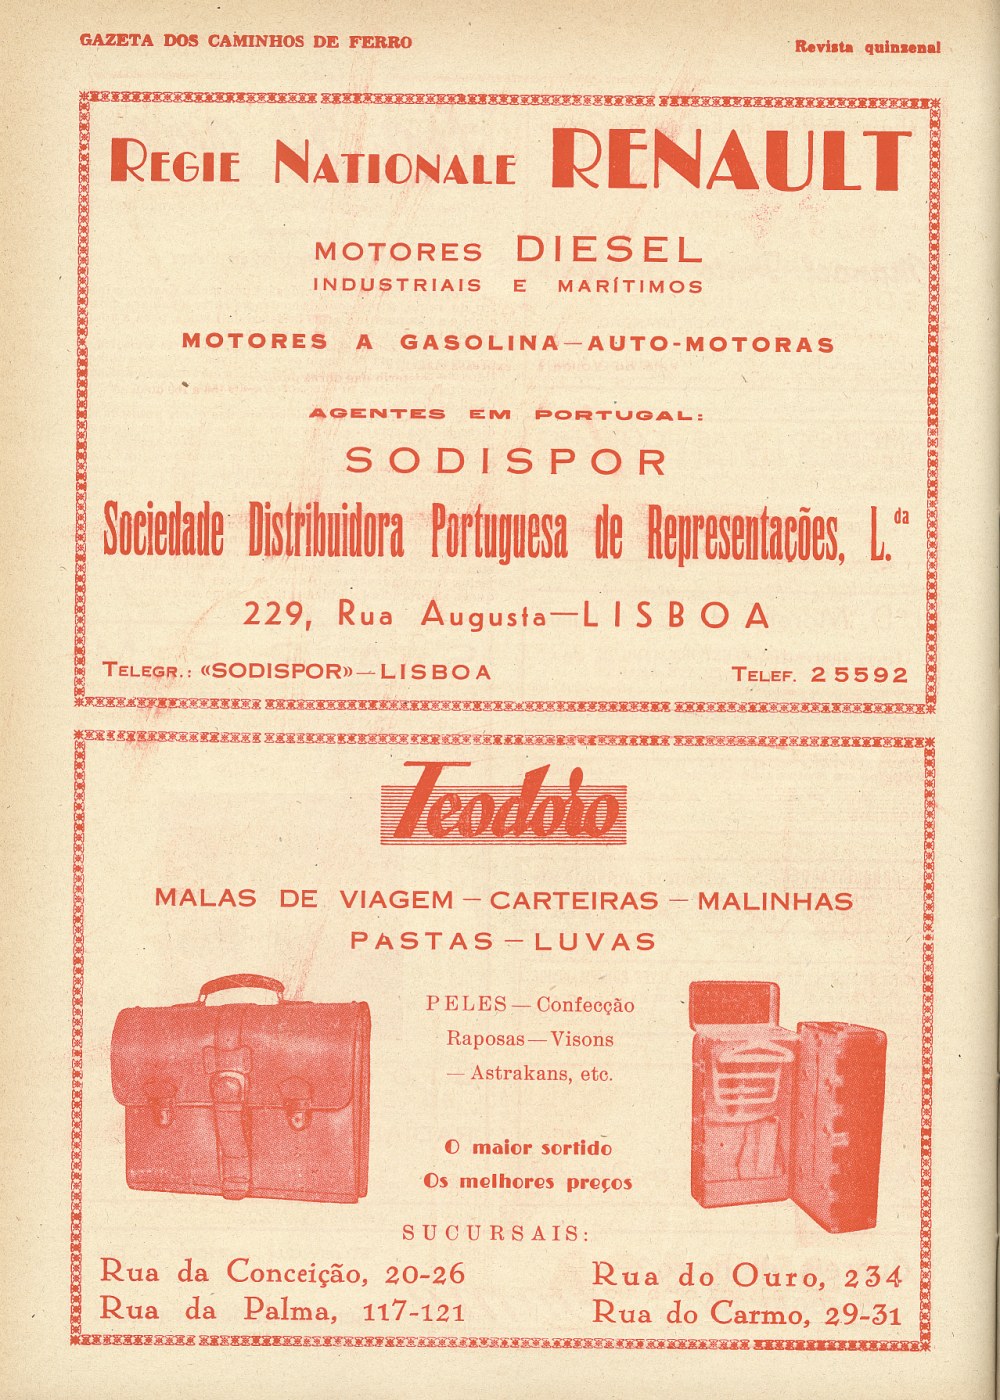 GAZETA DOS CAMINHOS DE FERRO
Revista quinzenal
REGIE NATIONALE RENAULT
MOTORES DIESEL
INDUSTRIAIS E MARÍTIMOS
MOTORES A GASOLINA—AUTO-MOTORAS
AGENTES EM PORTUGAL:
SODISPOR
Sociedade Distribuidora Portuguesa de Representações, L.da
229, Rua Augusta—LISBOA
TELEGR.: «SODISPOR»—LISBOA
TELEF. 25592
Teodoro
MALAS DE VIAGEM – CARTEIRAS – MALINHAS
PASTAS – LUVAS
PELES — Confecção
Raposas — Visons
— Astrakans, etc.
O maior sortido
Os melhores preços
SUCURSAIS:
Rua da Conceição, 20-26
Rua do Ouro, 234
Rua da Palma, 117-121
Rua do Carmo, 29-31